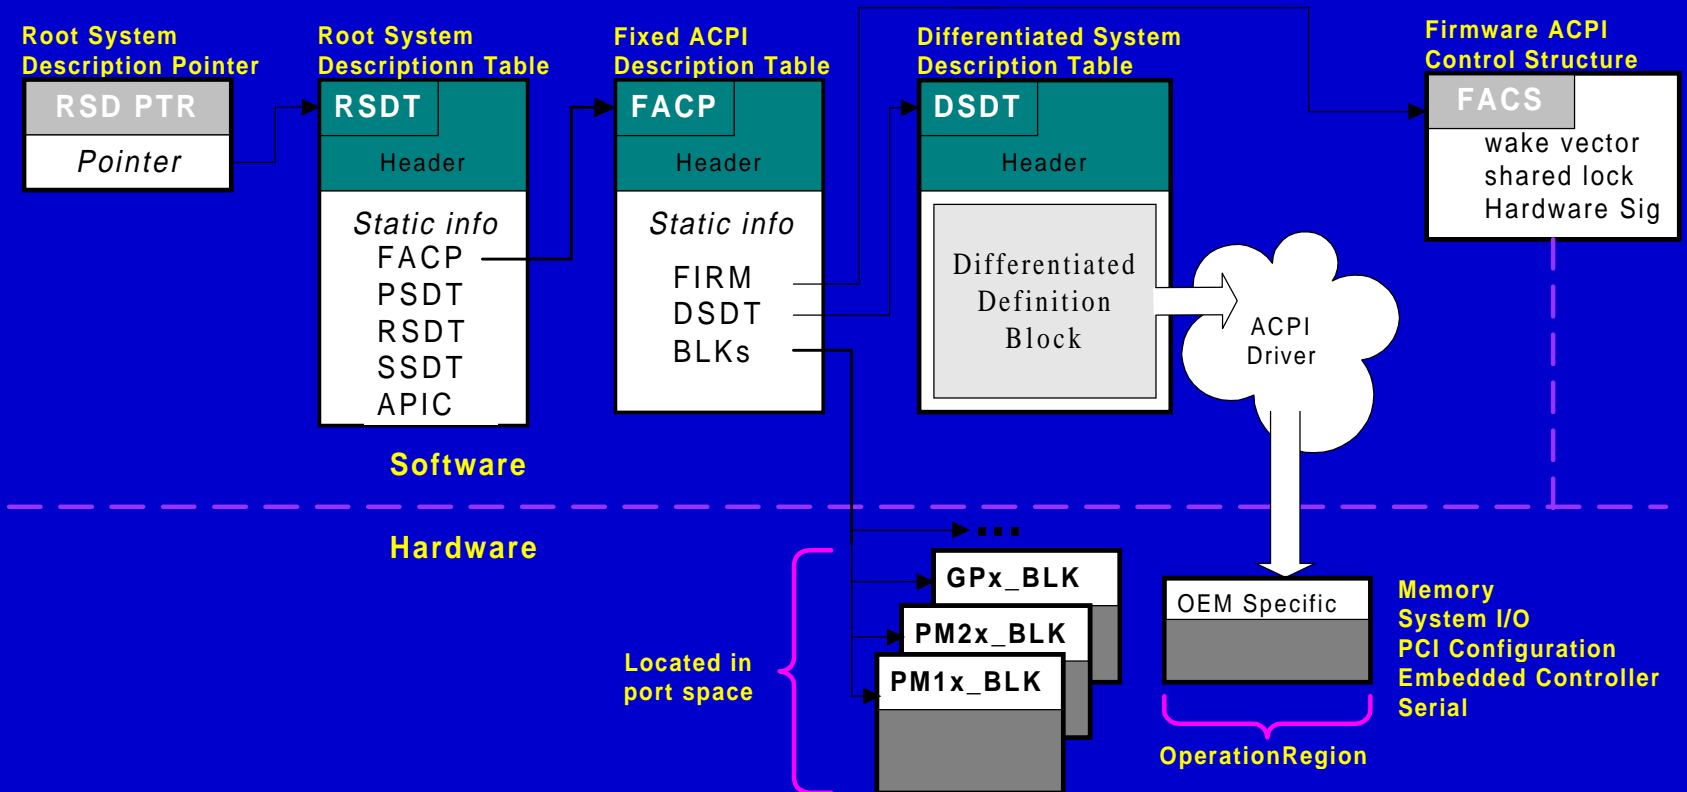 Root System
Description Pointer
RSD PTR
Pointer
Root System
Descriptionn Table
RSDT
Header
Static info
FACP
PSDT
RSDT
SSDT
APIC
Fixed ACPI
Description Table
FACP
Header
Static info
FIRM
DSDT
BLKs
Differentiated System
Description Table
DSDT
Header
Differentiated
Definition
Block
ACPI
Driver
Firmware ACPI
Control Structure
FACS
wake vector
shared lock
Hardware Sig
Software
Hardware
...
Located in
port space
GPx_BLK
PM2x_BLK
PM1x_BLK
OEM Specific
OperationRegion
Memory
System I/O
PCI Configuration
Embedded Controller
Serial